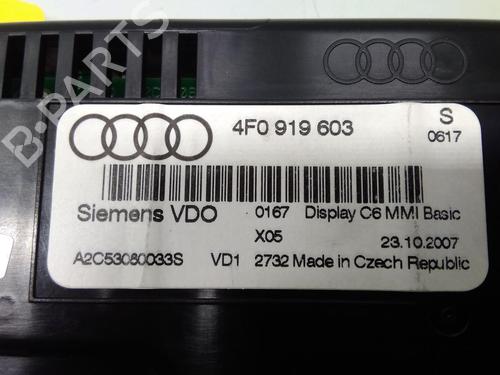 B-PARTS
4F0 919 603
S
0617
Siemens VDO
0167 Display C6 MMI Basic
X05 23.10.2007
A2C53080033S VD1 2732 Made in Czech Republic